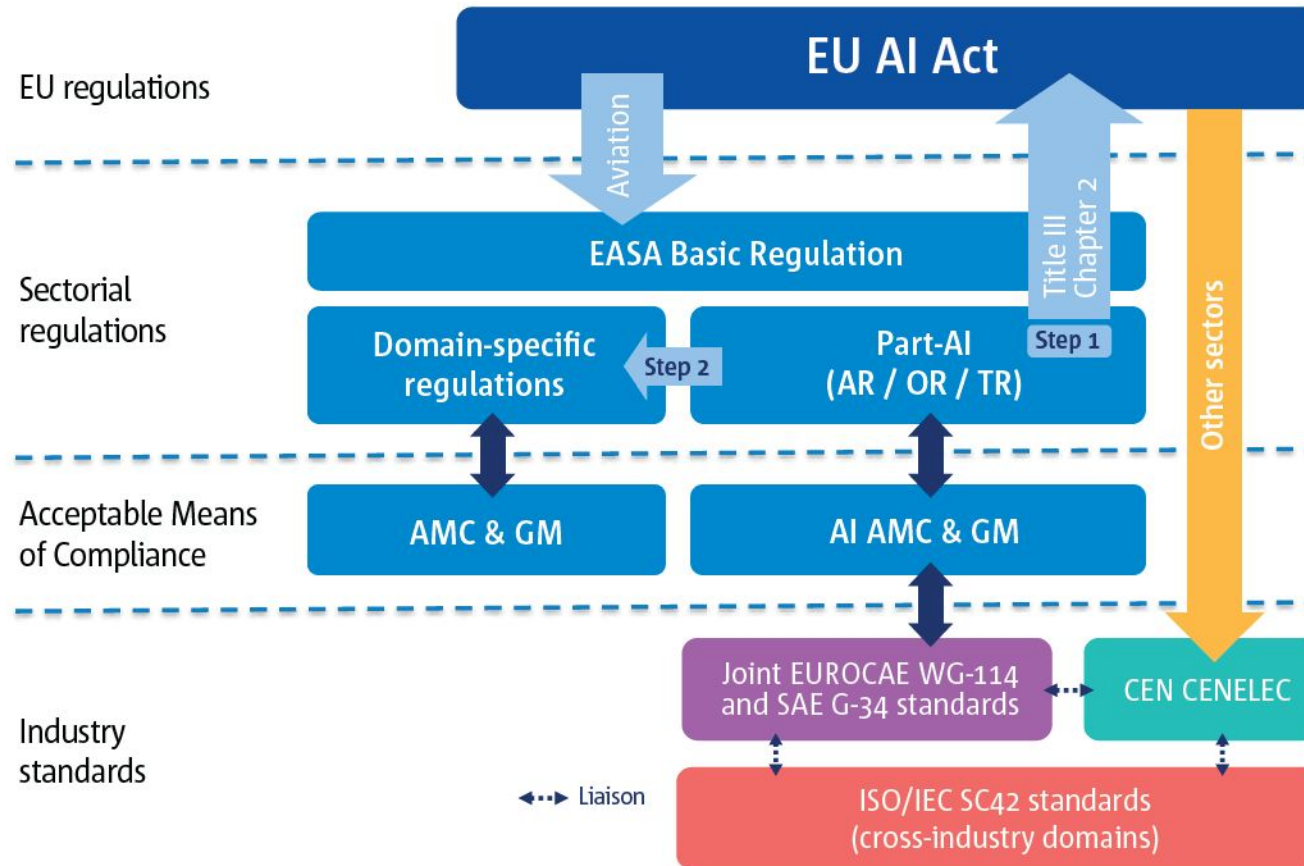 EU AI Act
EU regulations
Aviation
Title III
Chapter 2
Other sectors
EASA Basic Regulation
Sectorial
regulations
Domain-specific
regulations
Step 2
Part-AI
(AR / OR / TR)
Step 1
Acceptable Means
of Compliance
AMC & GM
AI AMC & GM
Industry
standards
Joint EUROCAE WG-114
and SAE G-34 standards
CEN CENELEC
Liaison
ISO/IEC SC42 standards
(cross-industry domains)